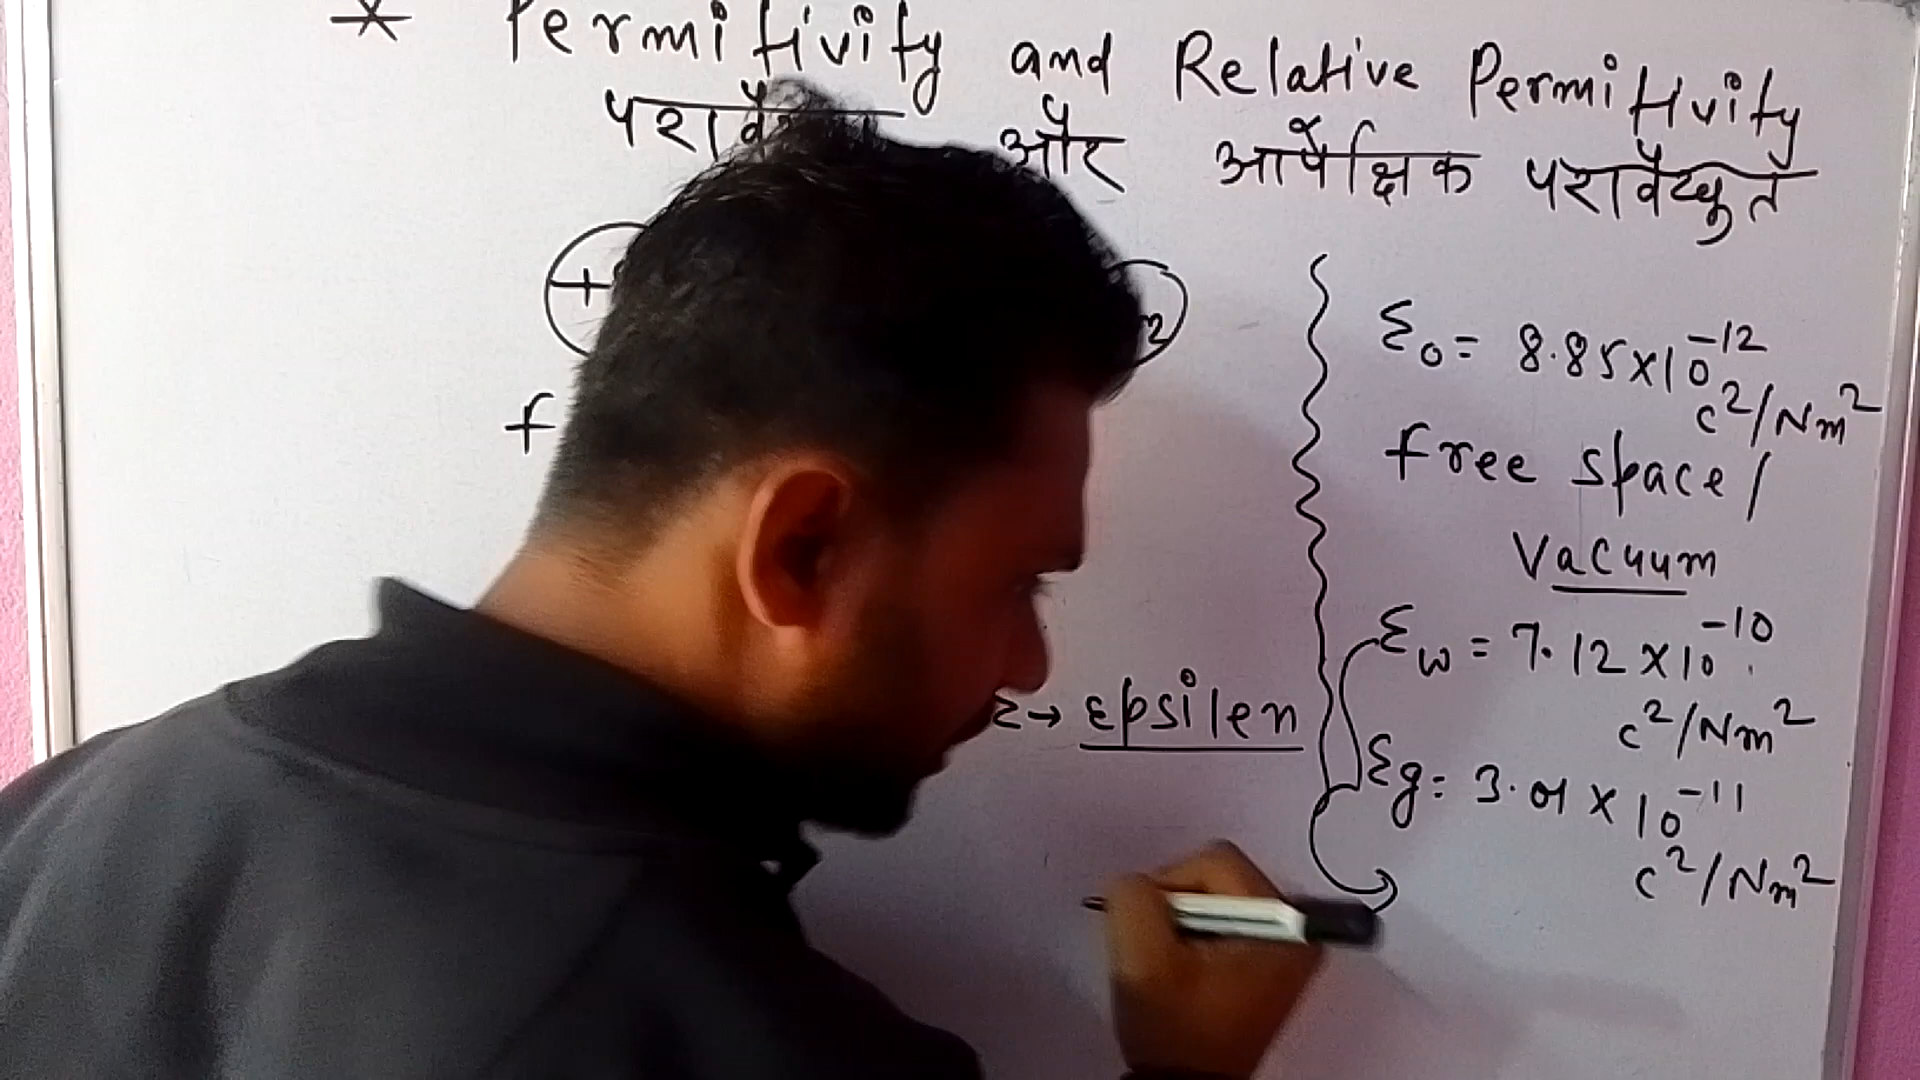 * Permitivity and Relative Permitivity
और आपेक्षिक परावैद्युत
+
2
F
ε₀ = 8.85×10⁻¹²
c²/Nm²
free space/
Vacuum
εw = 7.12×10⁻¹⁰
c²/Nm²
ε→ epsilen
εg = 3.01×10⁻¹¹
c²/Nm²